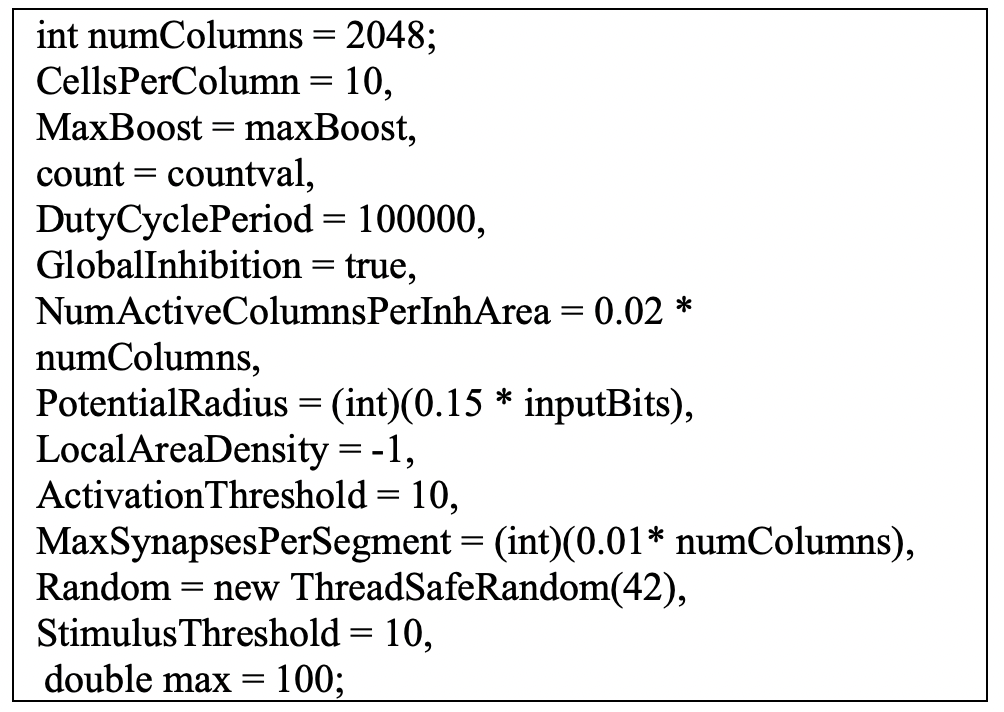 int numColumns = 2048;
CellsPerColumn = 10,
MaxBoost = maxBoost,
count = countval,
DutyCyclePeriod = 100000,
GlobalInhibition = true,
NumActiveColumnsPerInhArea = 0.02 *
numColumns,
PotentialRadius = (int)(0.15 * inputBits),
LocalAreaDensity = -1,
ActivationThreshold = 10,
MaxSynapsesPerSegment = (int)(0.01* numColumns),
Random = new ThreadSafeRandom(42),
StimulusThreshold = 10,
double max = 100;